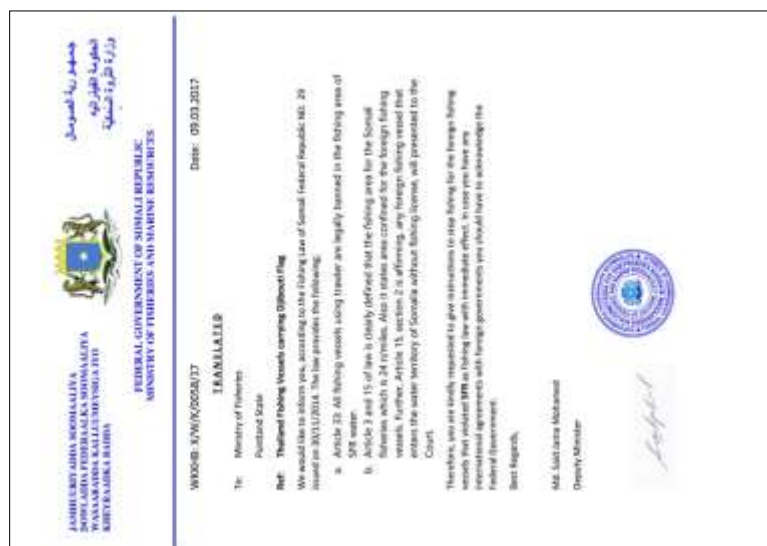 JAMHUURIYADDA SOOMAALIYA
DOWLADDA FEDERAALKA SOOMAALIYA
WASAARADDA KALLUUMEYSIGA IYO
KHEYRAADKA BADDA
جمهورية الصومال
الحكومة الفيدرالية
وزارة الثروة السمكية
FEDERAL GOVERNMENT OF SOMALI REPUBLIC
MINISTRY OF FISHERIES AND MARINE RESOURCES
Date: 09.03.2017
TRANSLATED
To: Ministry of Fisheries
Puntland State
Ref: Thailand Fishing Vessels carrying Djibouti Flag
We would like to inform you, according to the Fishing Law of Somali Federal Republic NO. 29
issued on 30/11/2014. The law provides the following;
a. Article 33: All fishing vessels using trawler are legally banned in the fishing area of
SFR water.
b. Article 3 and 15 of law is clearly defined that the fishing area for the Somali
fisheries which is 24 n/miles. Also it states area confined for the foreign fishing
vessels. Further, Article 15, section 2 is affirming, any foreign fishing vessel that
enters the water territory of Somalia without fishing license, will presented to the
Court.
Therefore, you are kindly requested to give instructions to stop fishing for the foreign fishing
vessels that violated SFR as fishing law with immediate effect. In case you have any
international agreements with foreign governments you should have to acknowledge the
Federal Government.
Best Regards,
Md. Said Jama Mohamed
Deputy Minister